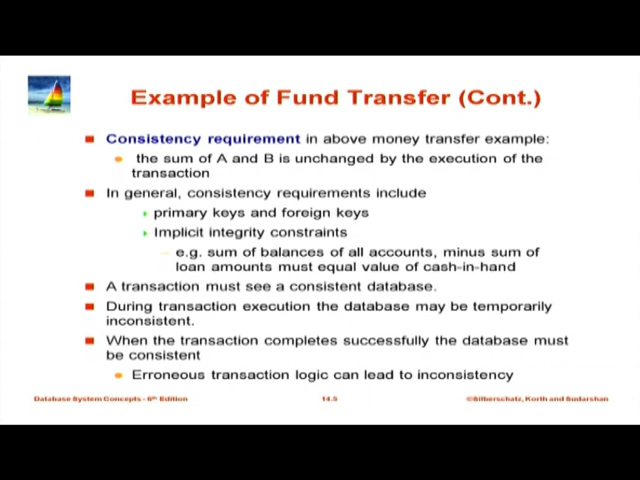 Example of Fund Transfer (Cont.)
Consistency requirement in above money transfer example:
the sum of A and B is unchanged by the execution of the
transaction
In general, consistency requirements include
primary keys and foreign keys
Implicit integrity constraints
– e.g. sum of balances of all accounts, minus sum of
loan amounts must equal value of cash-in-hand
A transaction must see a consistent database.
During transaction execution the database may be temporarily
inconsistent.
When the transaction completes successfully the database must
be consistent
Erroneous transaction logic can lead to inconsistency
Database System Concepts - 6th Edition
14.5
©Silberschatz, Korth and Sudarshan